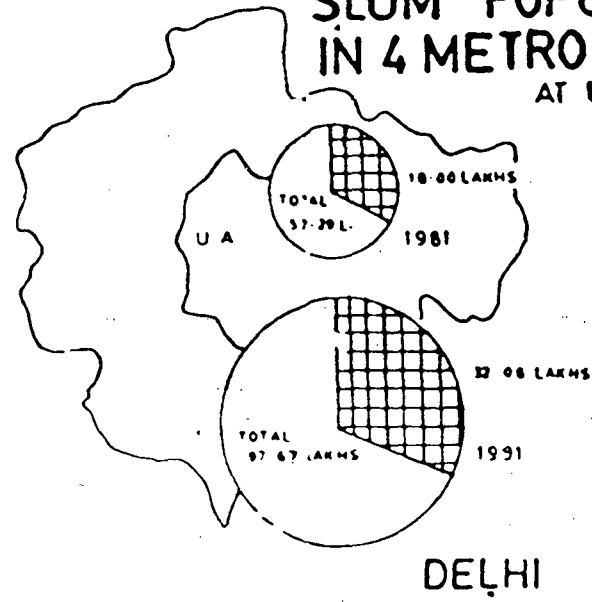 SLUM POPU
IN 4 METRO
AT
18.00 LAKHS
TOTAL
57.29 L.
U A
1981
32.06 LAKHS
TOTAL
97.67 LAKHS
1991
DELHI